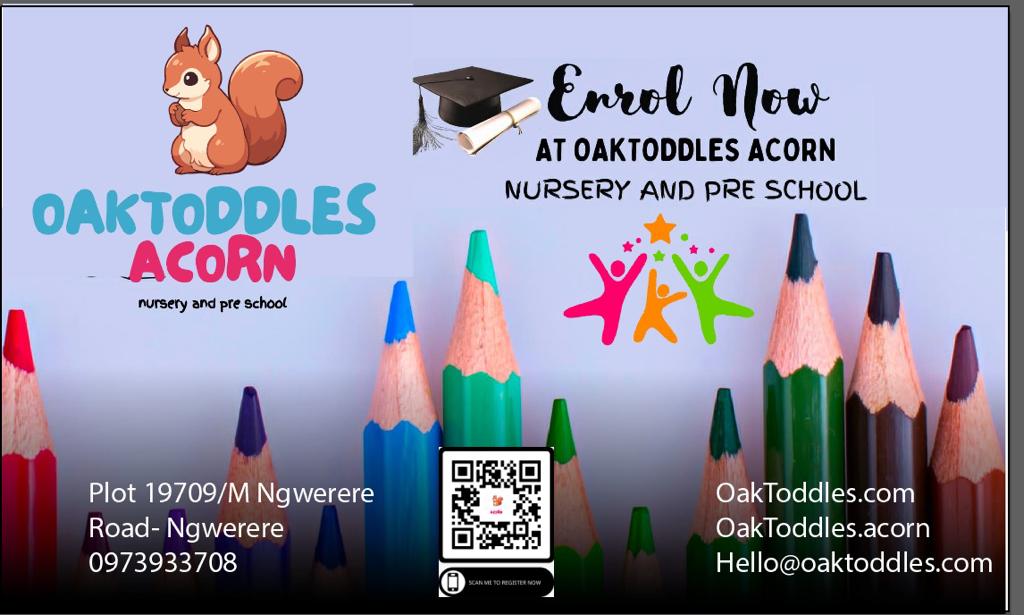 OAKTODDLES
ACORN
nursery and pre school
Enrol Now
AT OAKTODDLES ACORN
NURSERY AND PRE SCHOOL
Plot 19709/M Ngwerere
Road- Ngwerere
0973933708
acorn
SCAN ME TO REGISTER NOW
OakToddles.com
OakToddles.acorn
Hello@oaktoddles.com